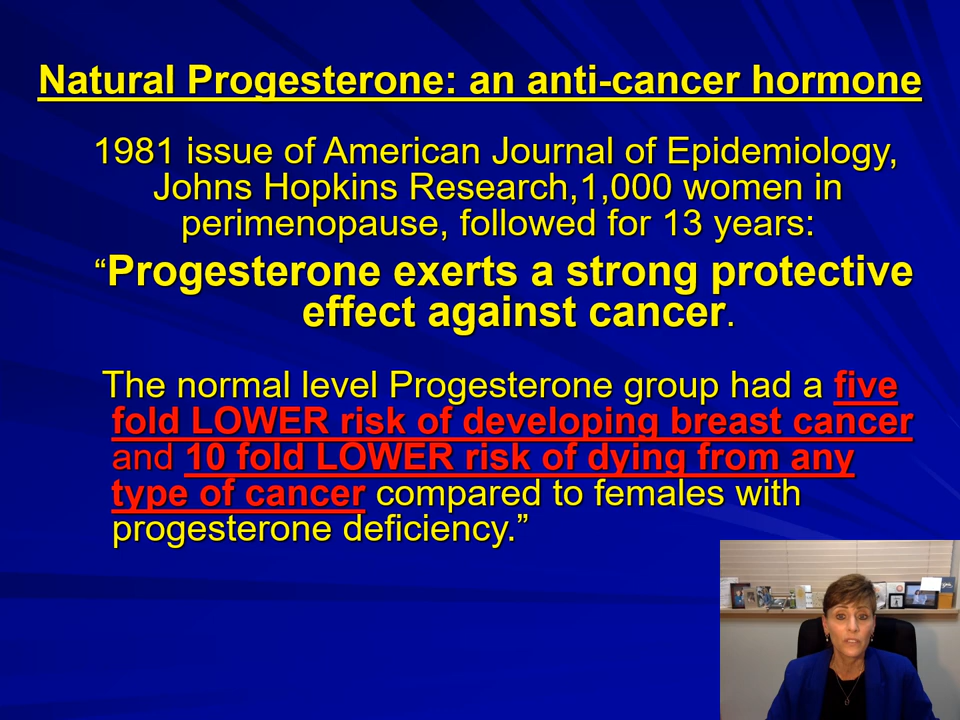 Natural Progesterone: an anti-cancer hormone
1981 issue of American Journal of Epidemiology,
Johns Hopkins Research,1,000 women in
perimenopause, followed for 13 years:
“Progesterone exerts a strong protective
effect against cancer.
The normal level Progesterone group had a five
fold LOWER risk of developing breast cancer
and 10 fold LOWER risk of dying from any
type of cancer compared to females with
progesterone deficiency.”